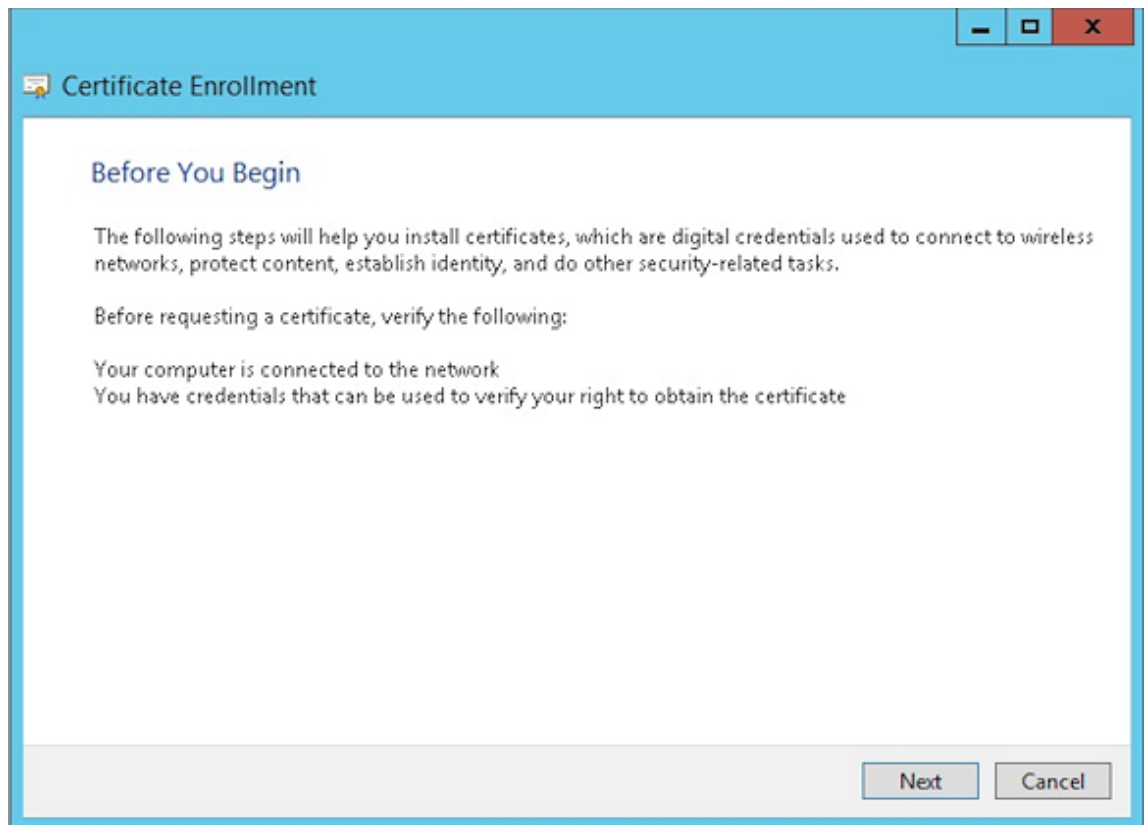 Certificate Enrollment
Before You Begin
The following steps will help you install certificates, which are digital credentials used to connect to wireless
networks, protect content, establish identity, and do other security-related tasks.
Before requesting a certificate, verify the following:
Your computer is connected to the network
You have credentials that can be used to verify your right to obtain the certificate
Next
Cancel